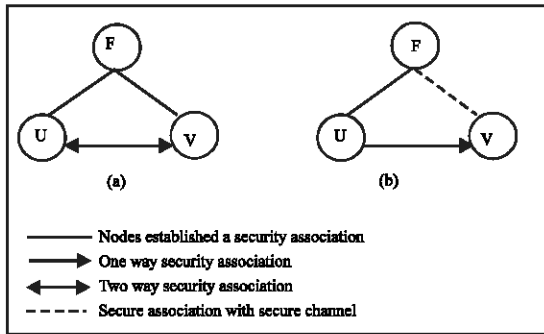 F
F
U
V
U
V
(a)
(b)
Nodes established a security association
One way security association
Two way security association
Secure association with secure channel